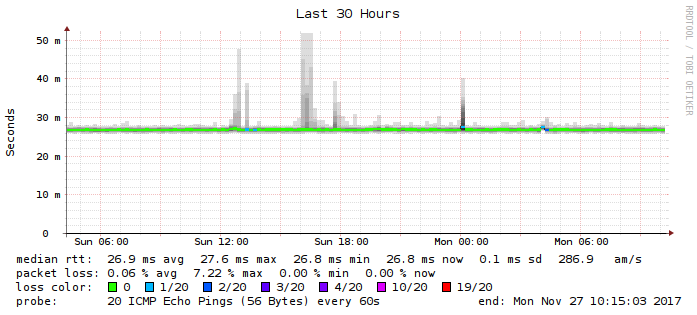 Last 30 Hours
RRDTOOL / TOBI OETIKER
Seconds
50 m
40 m
30 m
20 m
10 m
0
Sun 06:00 Sun 12:00 Sun 18:00 Mon 00:00 Mon 06:00
median rtt: 26.9 ms avg 27.6 ms max 26.8 ms min 26.8 ms now 0.1 ms sd 286.9 am/s
packet loss: 0.06 % avg 7.22 % max 0.00 % min 0.00 % now
loss color: 0 1/20 2/20 3/20 4/20 10/20 19/20
probe: 20 ICMP Echo Pings (56 Bytes) every 60s end: Mon Nov 27 10:15:03 2017